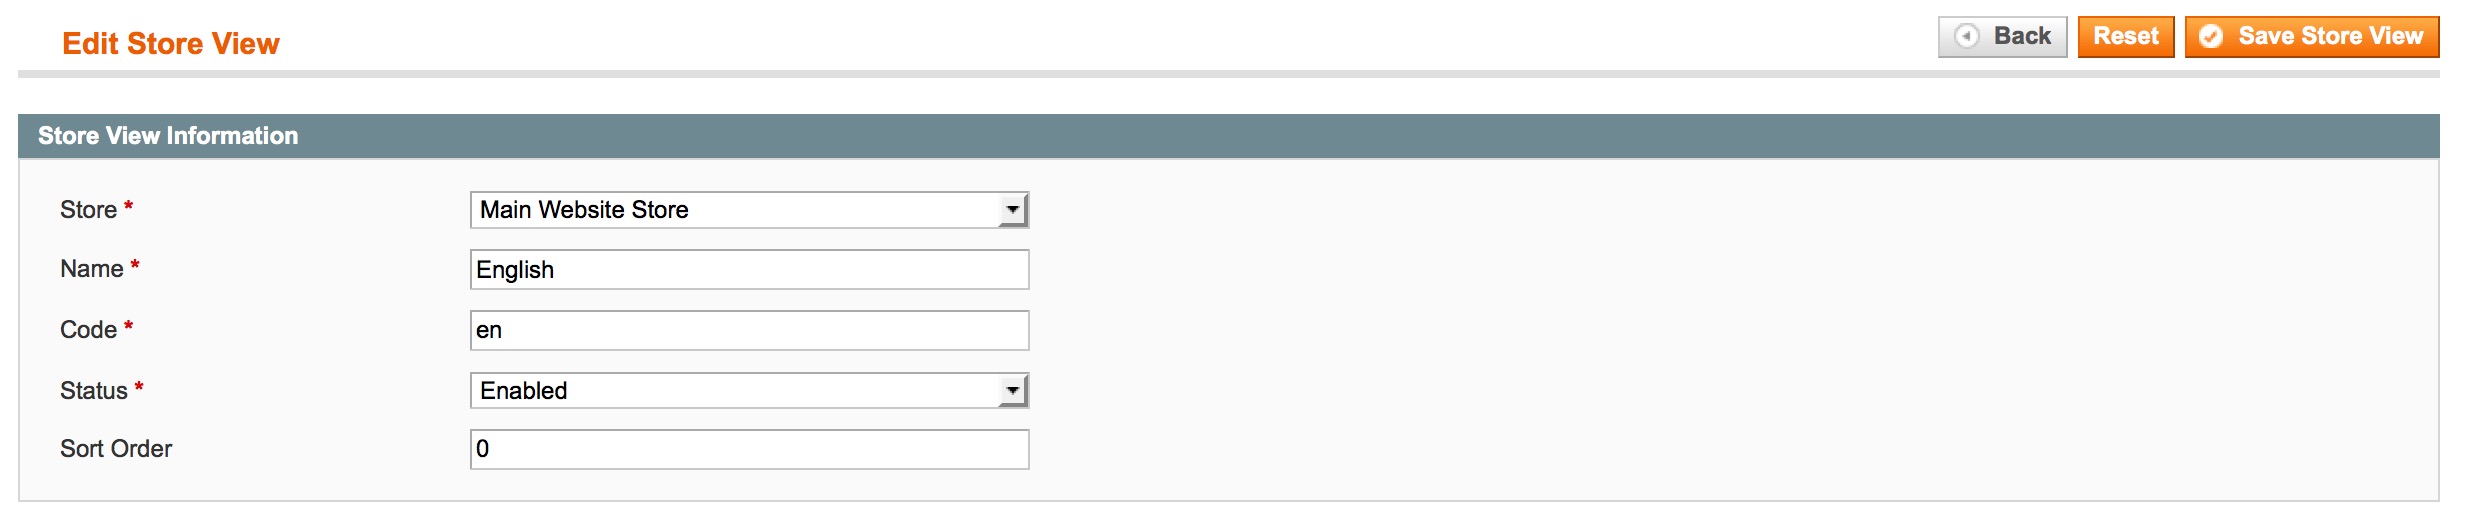 Edit Store View
Back Reset Save Store View
Store View Information
Store * Main Website Store
Name * English
Code * en
Status * Enabled
Sort Order 0